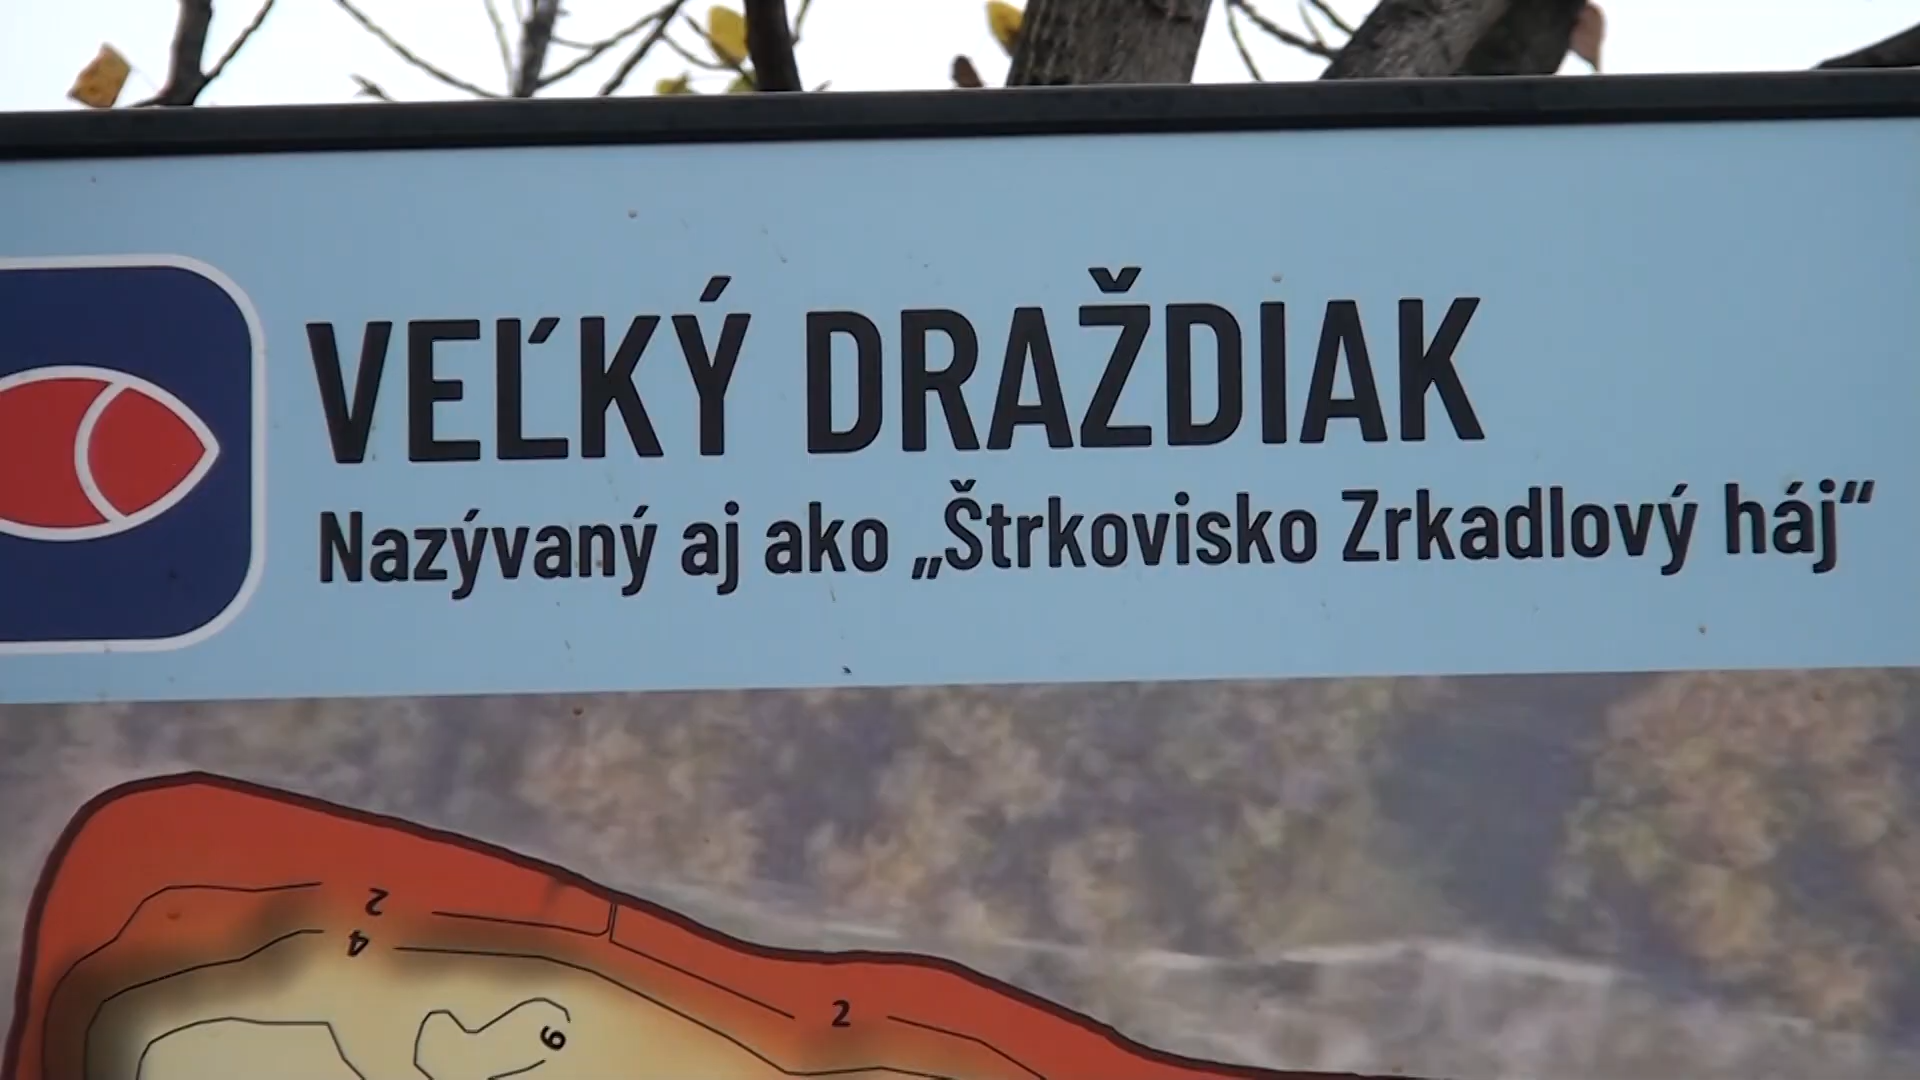 VEĽKÝ DRAŽDIAK
Nazývaný aj ako „Štrkovisko Zrkadlový háj“
2
4
2
6